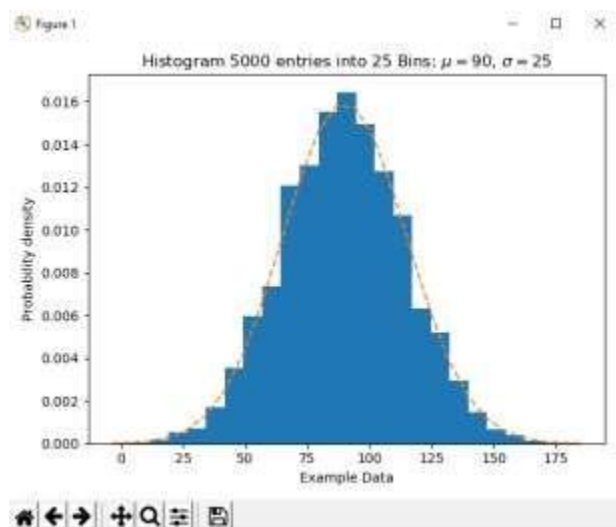 Figure 1
Histogram 5000 entries into 25 Bins: μ = 90, σ = 25
Probability density
0.016
0.014
0.012
0.010
0.008
0.006
0.004
0.002
0.000
0 25 50 75 100 125 150 175
Example Data